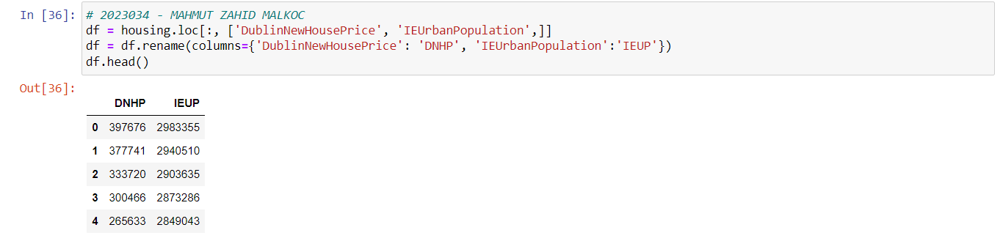 In [36]: # 2023034 - MAHMUT ZAHID MALKOC
df = housing.loc[:, ['DublinNewHousePrice', 'IEUrbanPopulation',]]
df = df.rename(columns={'DublinNewHousePrice': 'DNHP', 'IEUrbanPopulation':'IEUP'})
df.head()
Out[36]:
DNHP IEUP
0 397676 2983355
1 377741 2940510
2 333720 2903635
3 300466 2873286
4 265633 2849043